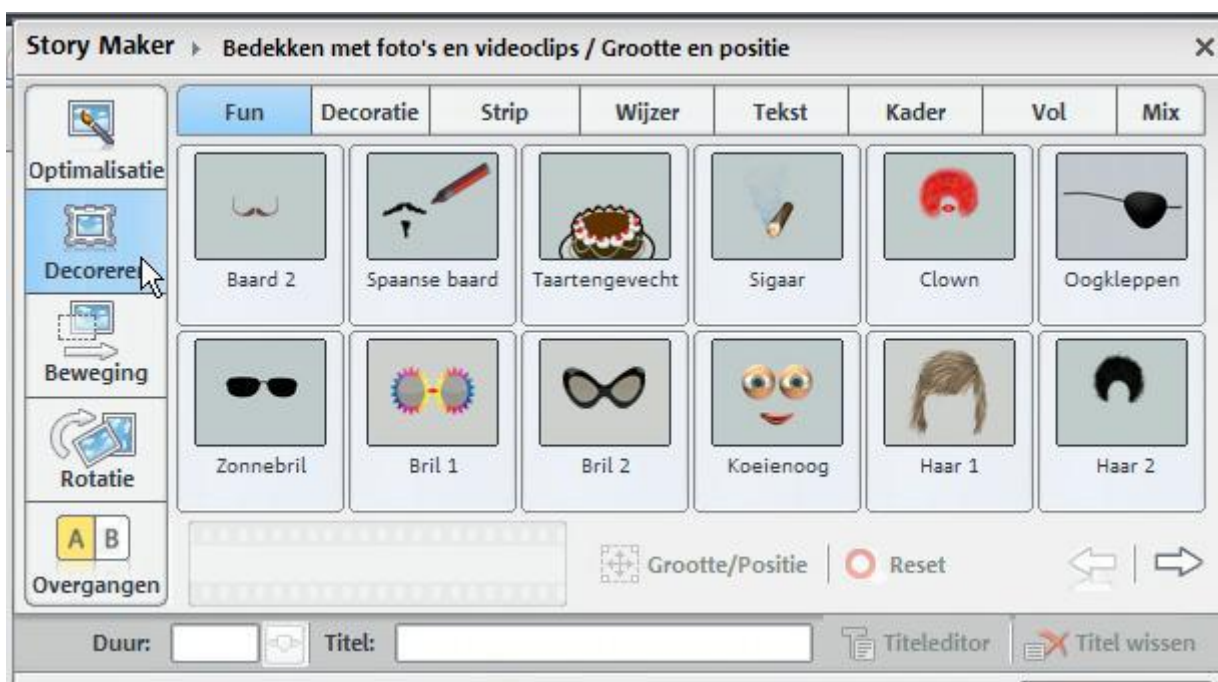 Story Maker Bedekken met foto's en videoclips / Grootte en positie
Fun Decoratie Strip Wijzer Tekst Kader Vol Mix
Optimalisatie
Decoreren
Beweging
Rotatie
A B
Overgangen
Baard 2 Spaanse baard Taartengevecht Sigaar Clown Oogkleppen
Zonnebril Bril 1 Bril 2 Koeienoog Haar 1 Haar 2
Grootte/Positie Reset
Duur: Titel: Titeleditor Titel wissen